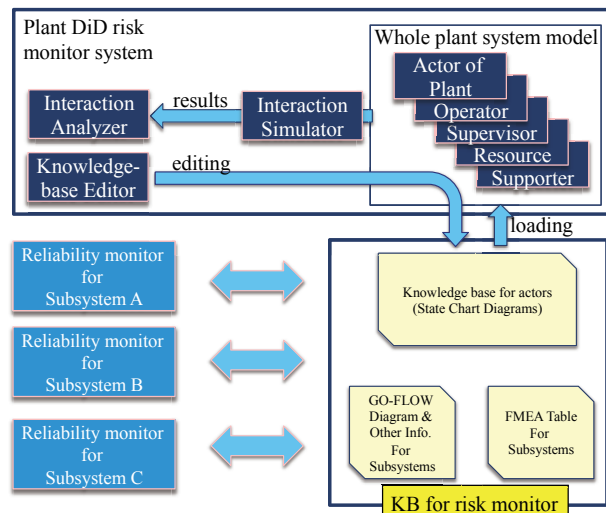 Plant DiD risk
monitor system
Whole plant system model
Actor of
Plant
Operator
Supervisor
Resource
Supporter
Interaction
Analyzer
results
Interaction
Simulator
Knowledge-
base Editor
editing
loading
Reliability monitor
for
Subsystem A
Reliability monitor
for
Subsystem B
Reliability monitor
for
Subsystem C
Knowledge base for actors
(State Chart Diagrams)
GO-FLOW
Diagram &
Other Info.
For
Subsystems
FMEA Table
For
Subsystems
KB for risk monitor